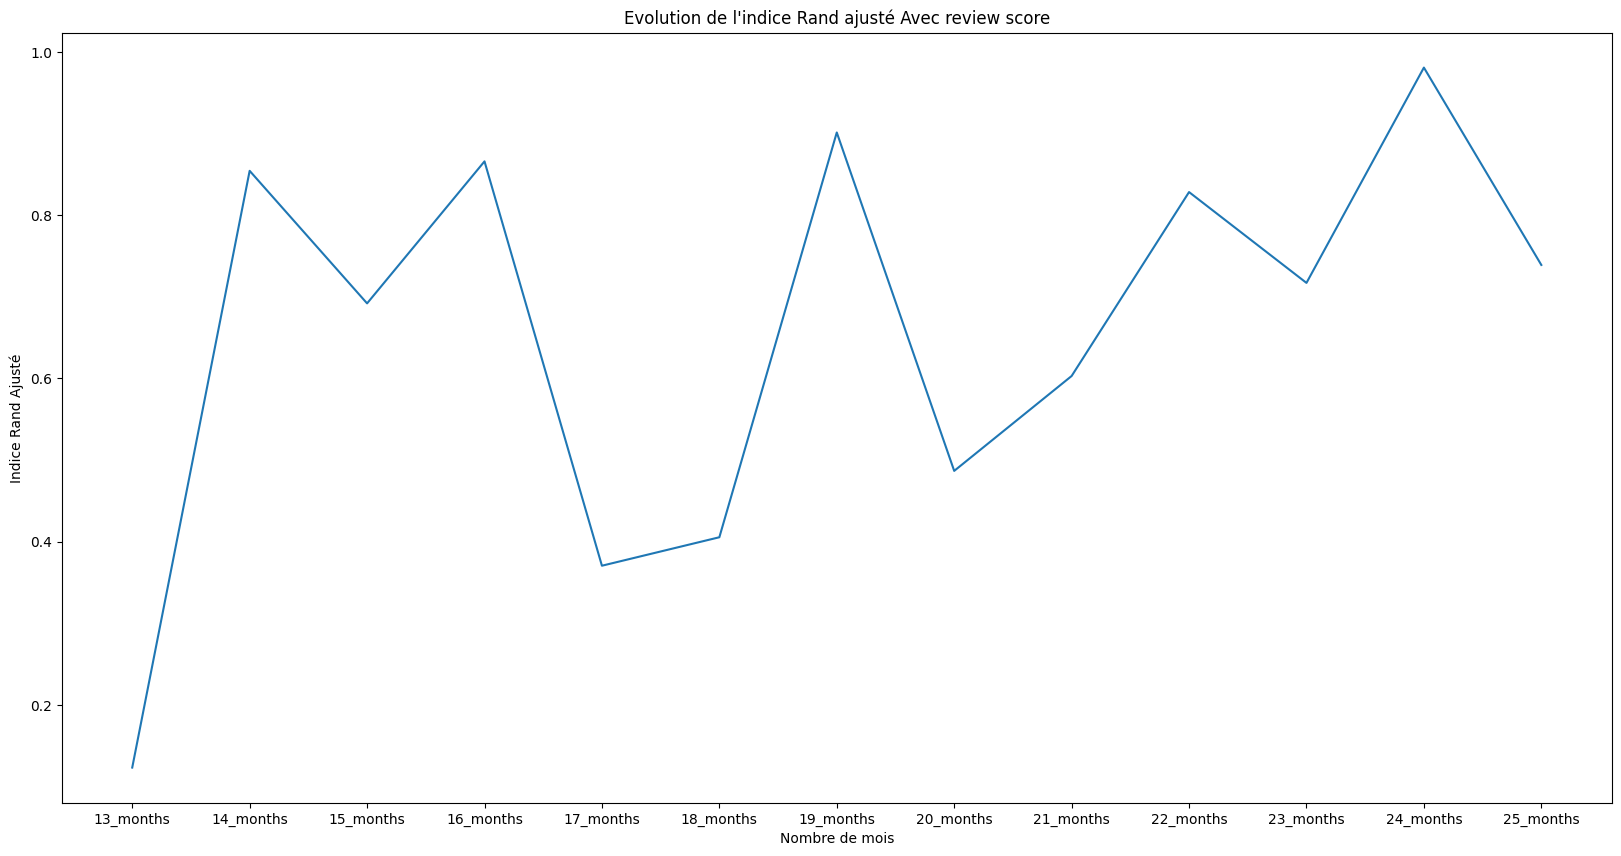 Evolution de l'indice Rand ajusté Avec review score
Indice Rand Ajusté
1.0
0.8
0.6
0.4
0.2
13_months 14_months 15_months 16_months 17_months 18_months 19_months 20_months 21_months 22_months 23_months 24_months 25_months
Nombre de mois